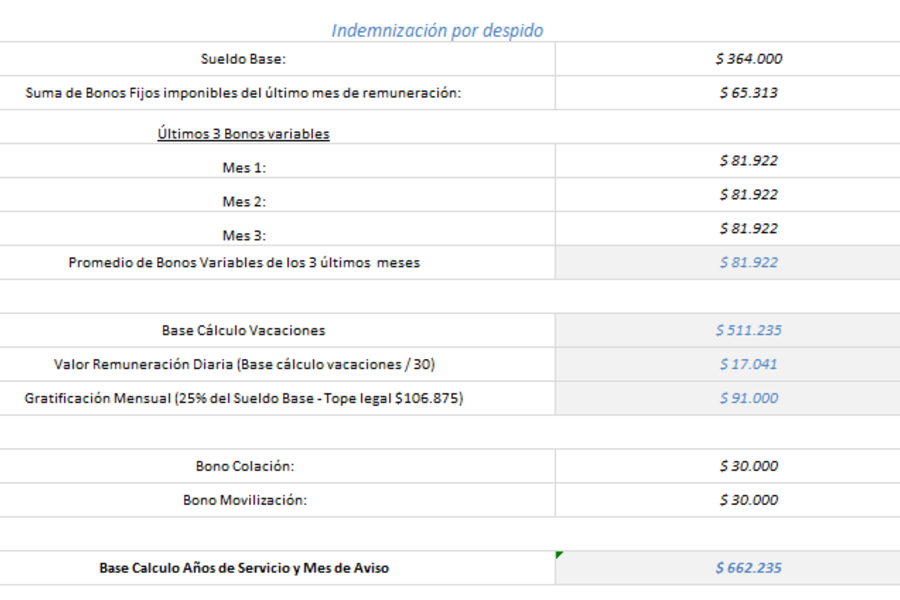 Indemnización por despido
Sueldo Base: $ 364.000
Suma de Bonos Fijos imponibles del último mes de remuneración: $ 65.313
Últimos 3 Bonos variables
Mes 1: $ 81.922
Mes 2: $ 81.922
Mes 3: $ 81.922
Promedio de Bonos Variables de los 3 últimos meses $ 81.922
Base Cálculo Vacaciones $ 511.235
Valor Remuneración Diaria (Base cálculo vacaciones / 30) $ 17.041
Gratificación Mensual (25% del Sueldo Base - Tope legal $106.875) $ 91.000
Bono Colación: $ 30.000
Bono Movilización: $ 30.000
Base Calculo Años de Servicio y Mes de Aviso $ 662.235